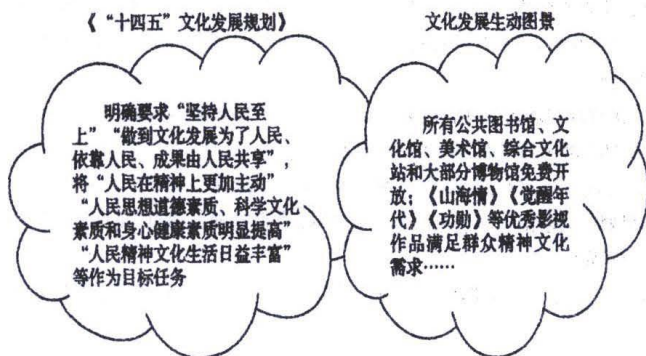 《“十四五”文化发展规划》
明确要求“坚持人民至
上”“做到文化发展为了人民、
依靠人民、成果由人民共享”，
将“人民在精神上更加主动”
“人民思想道德素质、科学文化
素质和身心健康素质明显提高”
“人民精神文化生活日益丰富”
等作为目标任务
文化发展生动图景
所有公共图书馆、文
化馆、美术馆、综合文化
站和大部分博物馆免费开
放；《山海情》《觉醒年
代》《功勋》等优秀影视
作品满足群众精神文化
需求……